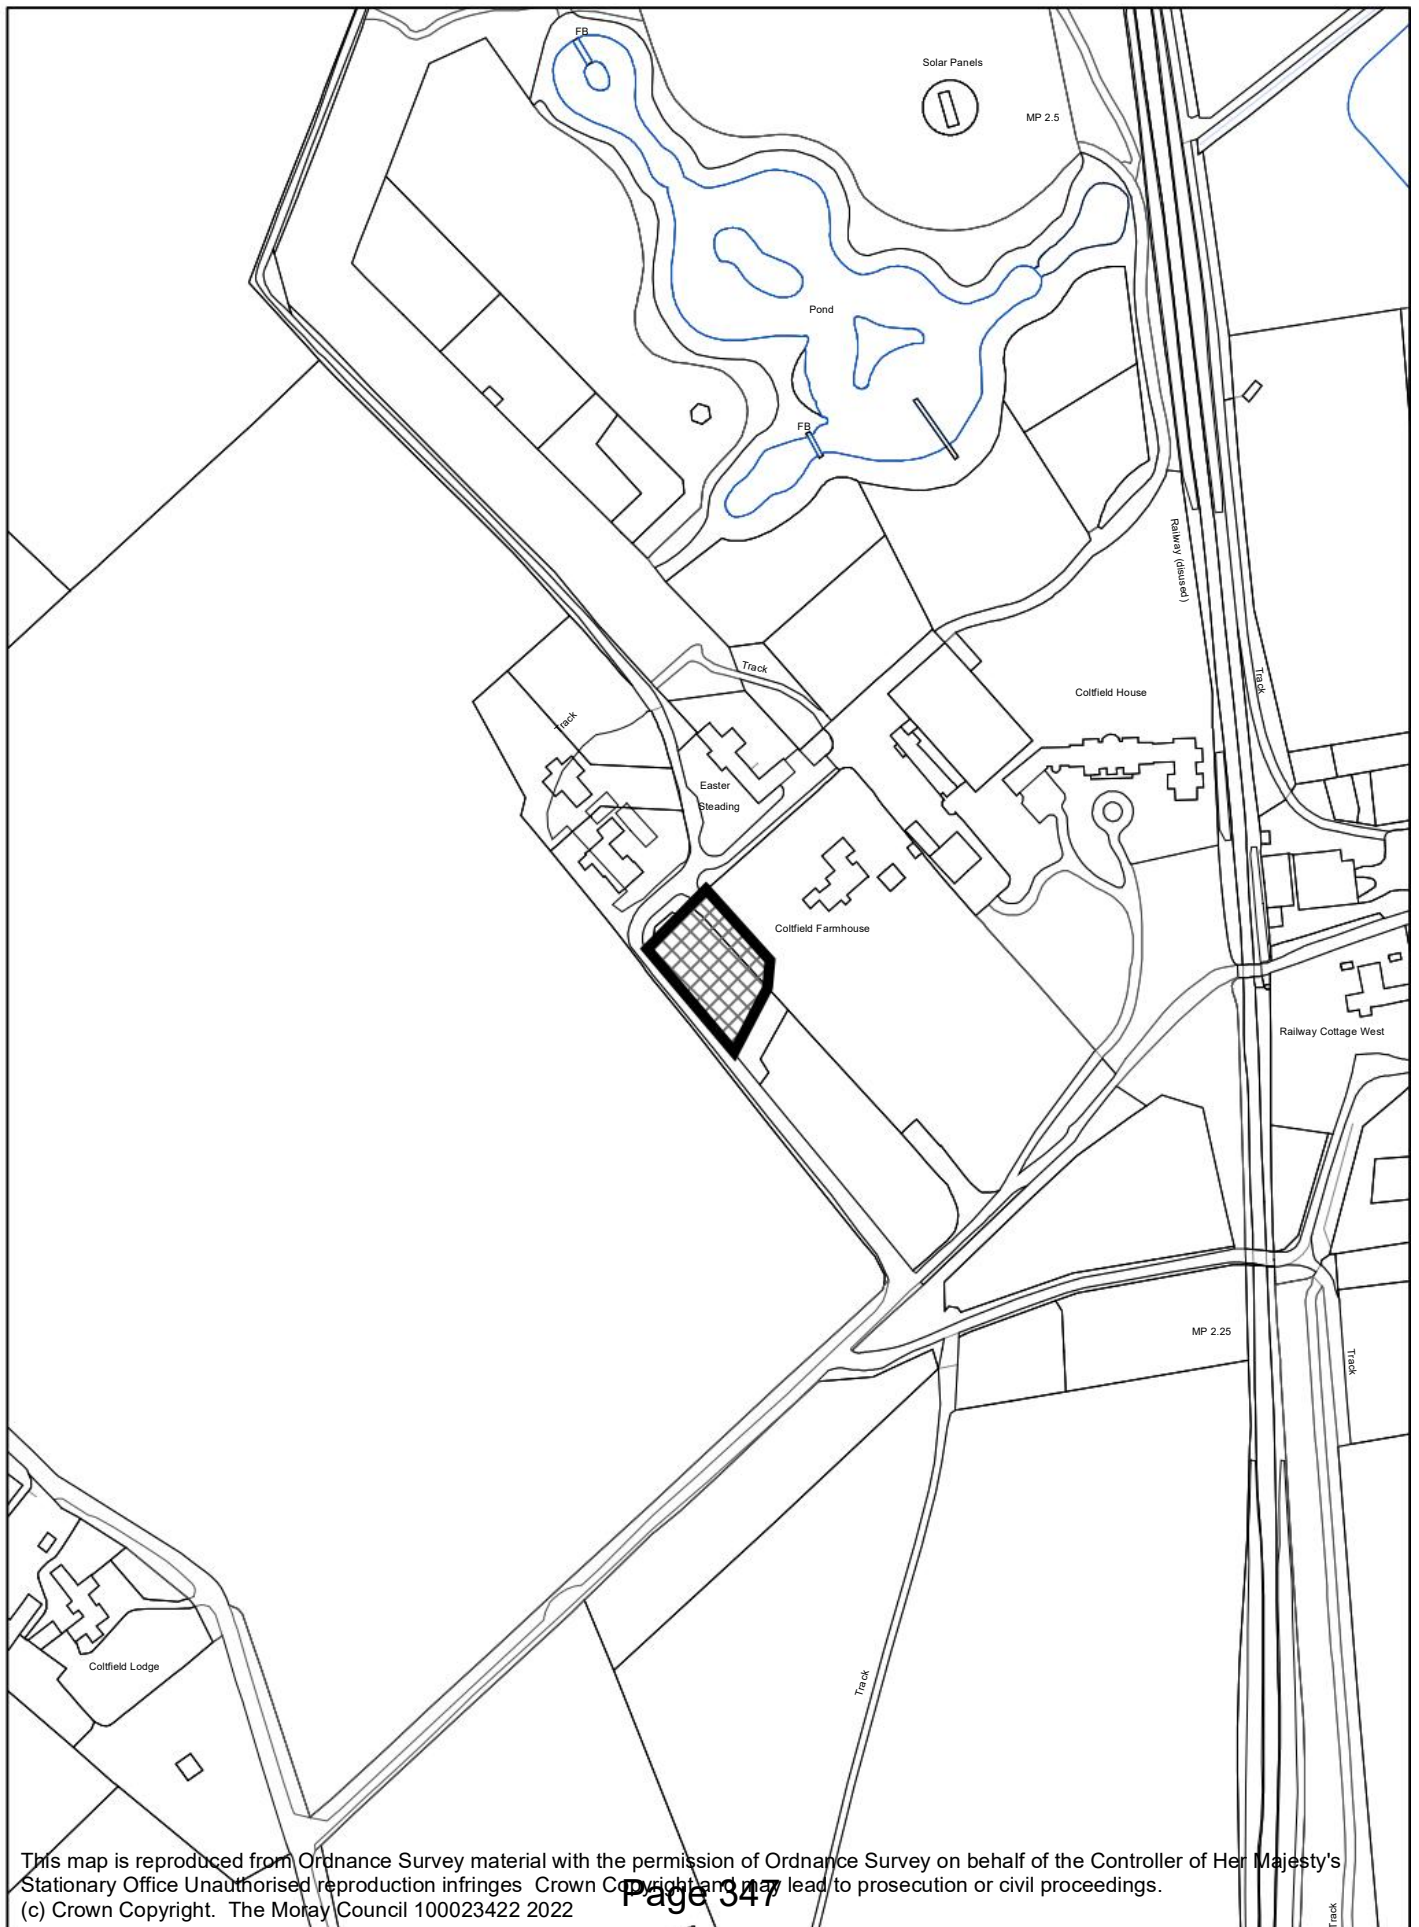 FB
Solar Panels
MP 2.5
Pond
FB
Railway (disused)
Track
Track
Coltfield House
Track
Easter
Steading
Coltfield Farmhouse
Railway Cottage West
MP 2.25
Track
Coltfield Lodge
Track
Track
This map is reproduced from Ordnance Survey material with the permission of Ordnance Survey on behalf of the Controller of Her Majesty's
Stationary Office Unauthorised reproduction infringes Crown Copyright and may lead to prosecution or civil proceedings.
Page 347
(c) Crown Copyright. The Moray Council 100023422 2022